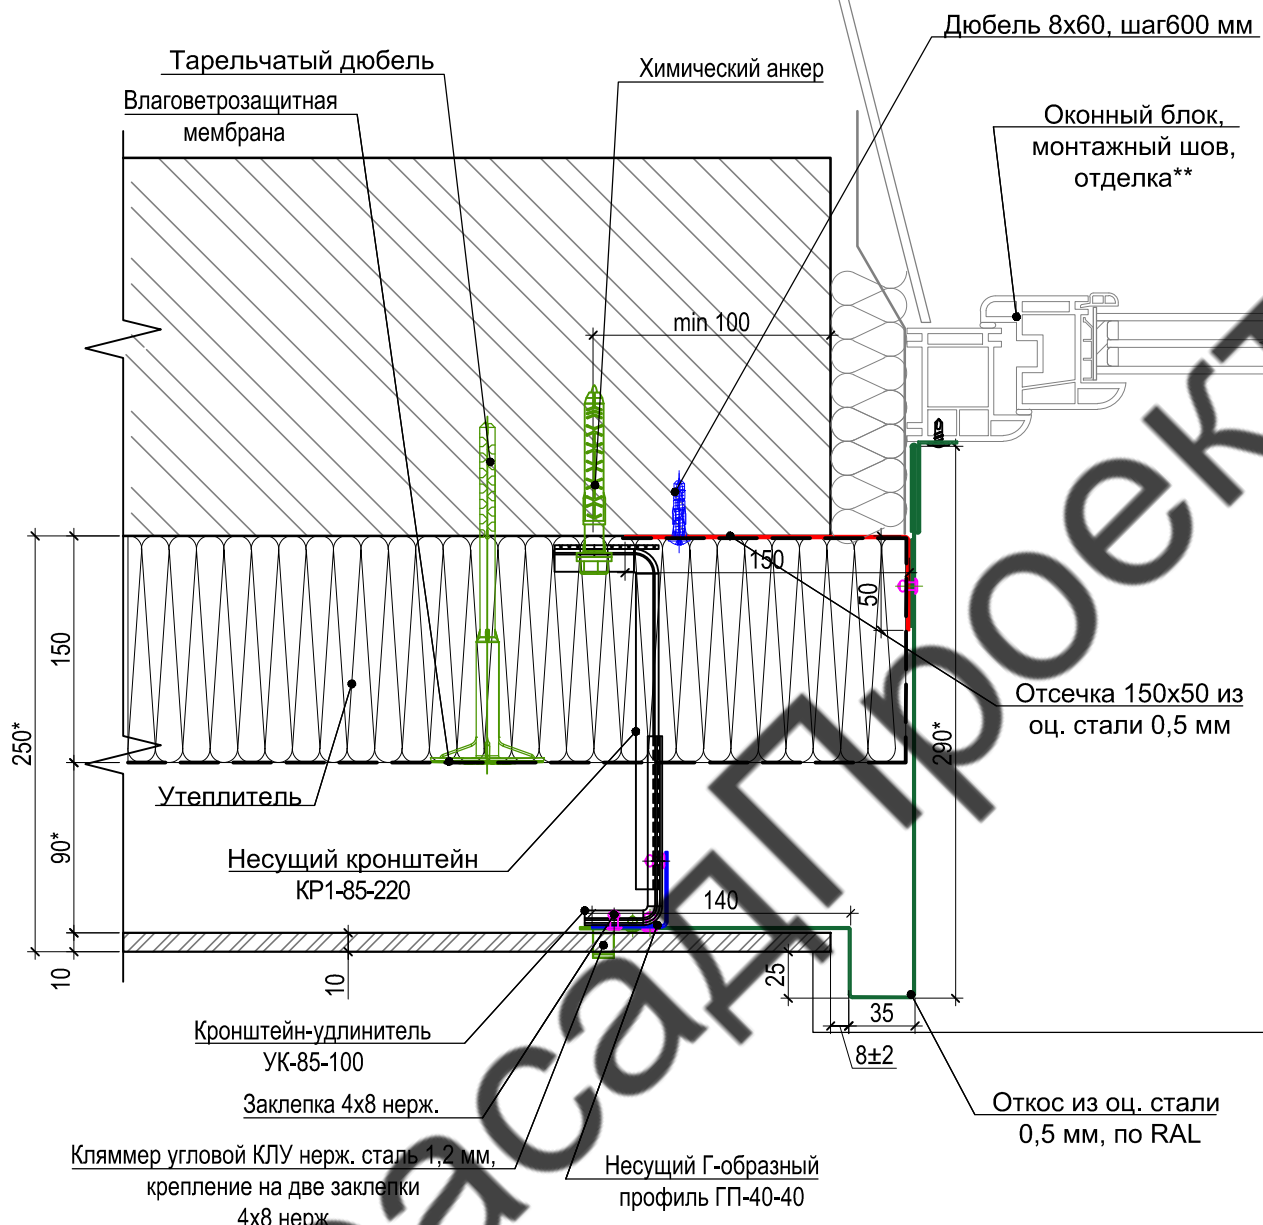 Дюбель 8х60, шаг600 мм
Тарельчатый дюбель
Химический анкер
Влаговетрозащитная
мембрана
Оконный блок,
монтажный шов,
отделка**
min 100
150
50
150
250*
Отсечка 150х50 из
оц. стали 0,5 мм
290*
Утеплитель
90*
Несущий кронштейн
КР1-85-220
140
10
10
25
35
8±2
Кронштейн-удлинитель
УК-85-100
Заклепка 4х8 нерж.
Откос из оц. стали
0,5 мм, по RAL
Кляммер угловой КЛУ нерж. сталь 1,2 мм,
крепление на две заклепки
4х8 нерж
Несущий Г-образный
профиль ГП-40-40
садПроект